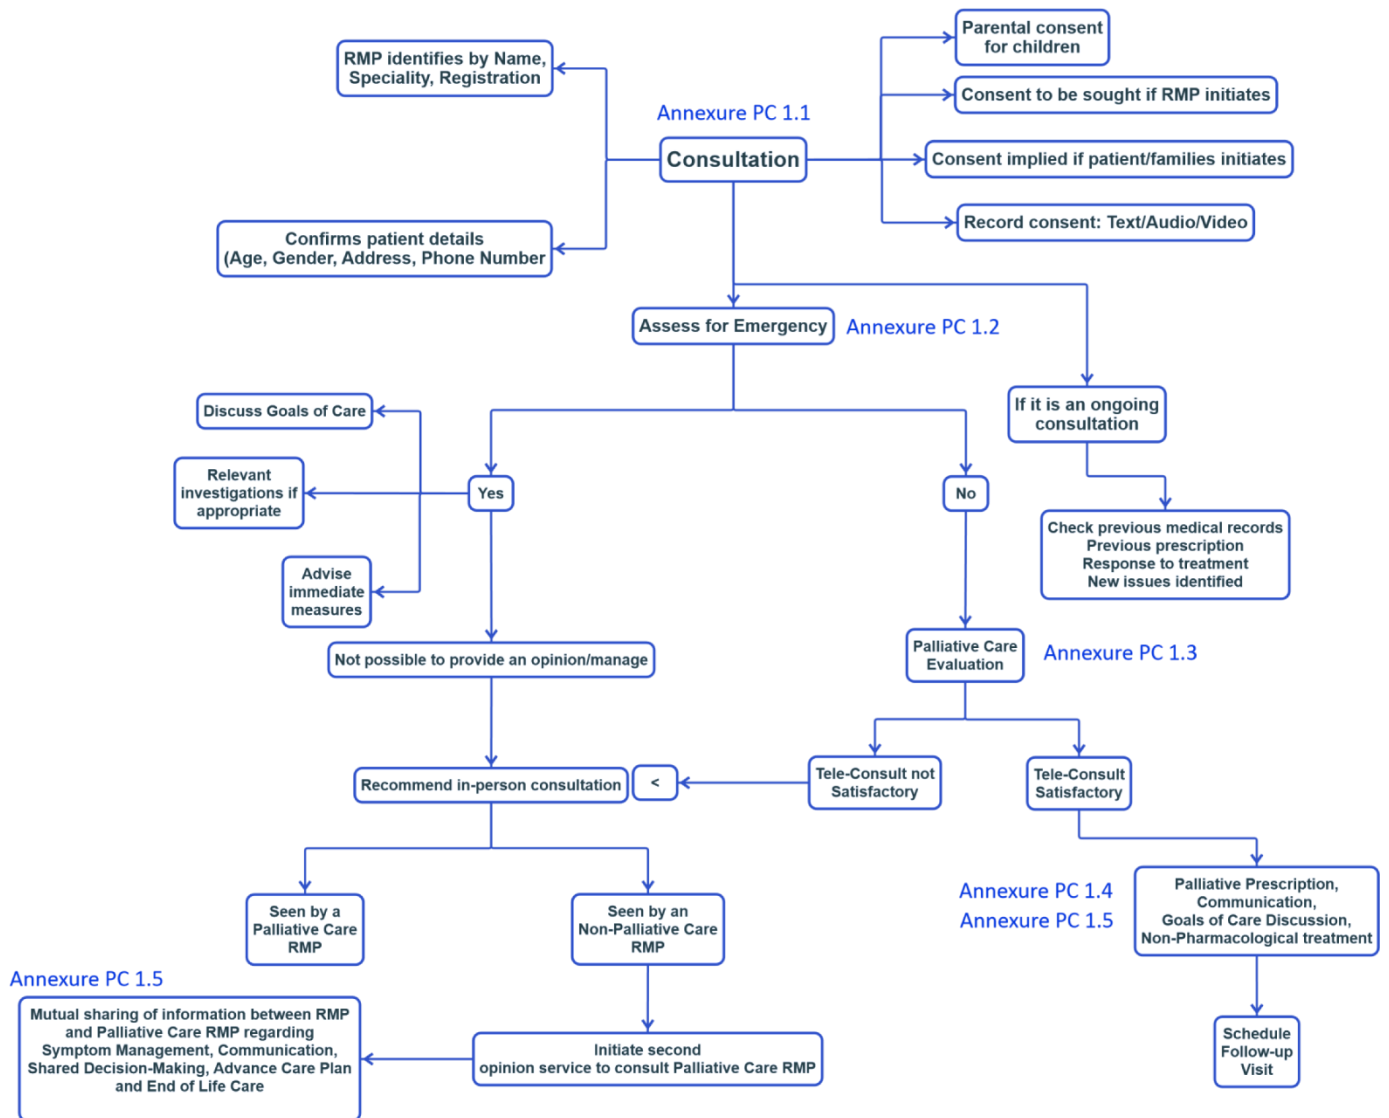 Parental consent
for children
RMP identifies by Name,
Speciality, Registration
Consent to be sought if RMP initiates
Annexure PC 1.1
Consultation
Consent implied if patient/families initiates
Record consent: Text/Audio/Video
Confirms patient details
(Age, Gender, Address, Phone Number
Assess for Emergency
Annexure PC 1.2
Discuss Goals of Care
If it is an ongoing
consultation
Relevant
investigations if
appropriate
Yes
No
Check previous medical records
Previous prescription
Response to treatment
New issues identified
Advise
immediate
measures
Not possible to provide an opinion/manage
Palliative Care
Evaluation
Annexure PC 1.3
Recommend in-person consultation
<
Tele-Consult not
Satisfactory
Tele-Consult
Satisfactory
Annexure PC 1.4
Annexure PC 1.5
Palliative Prescription,
Communication,
Goals of Care Discussion,
Non-Pharmacological treatment
Seen by a
Palliative Care
RMP
Seen by an
Non-Palliative Care
RMP
Annexure PC 1.5
Mutual sharing of information between RMP
and Palliative Care RMP regarding
Symptom Management, Communication,
Shared Decision-Making, Advance Care Plan
and End of Life Care
Initiate second
opinion service to consult Palliative Care RMP
Schedule
Follow-up
Visit